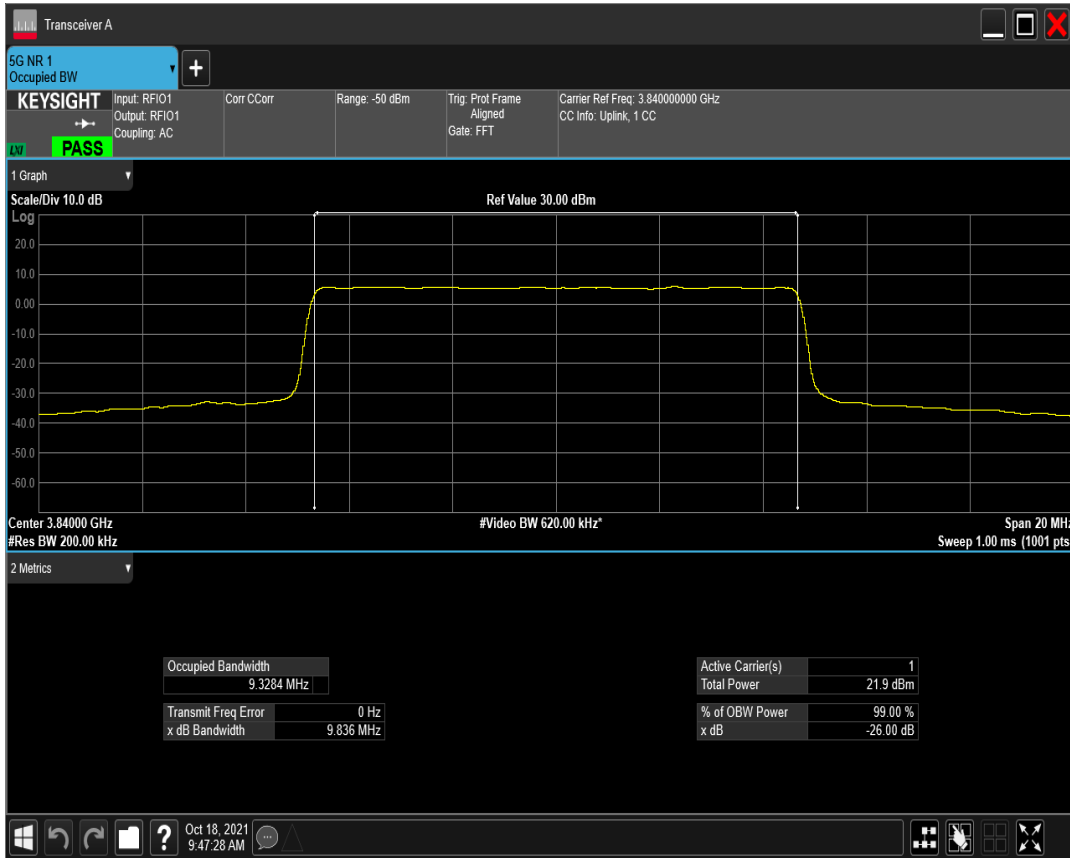 Transceiver A
5G NR 1
Occupied BW
KEYSIGHT
Input: RFIO1
Output: RFIO1
Coupling: AC
Corr CCorr
Range: -50 dBm
Trig: Prot Frame
Aligned
Gate: FFT
Carrier Ref Freq: 3.840000000 GHz
CC Info: Uplink, 1 CC
LXI
PASS
1 Graph
Scale/Div 10.0 dB
Ref Value 30.00 dBm
Log
20.0
10.0
0.00
-10.0
-20.0
-30.0
-40.0
-50.0
-60.0
Center 3.84000 GHz
#Video BW 620.00 kHz*
Span 20 MHz
#Res BW 200.00 kHz
Sweep 1.00 ms (1001 pts
2 Metrics
Occupied Bandwidth
9.3284 MHz
Transmit Freq Error 0 Hz
x dB Bandwidth 9.836 MHz
Active Carrier(s) 1
Total Power 21.9 dBm
% of OBW Power 99.00 %
x dB -26.00 dB
?
Oct 18, 2021
9:47:28 AM